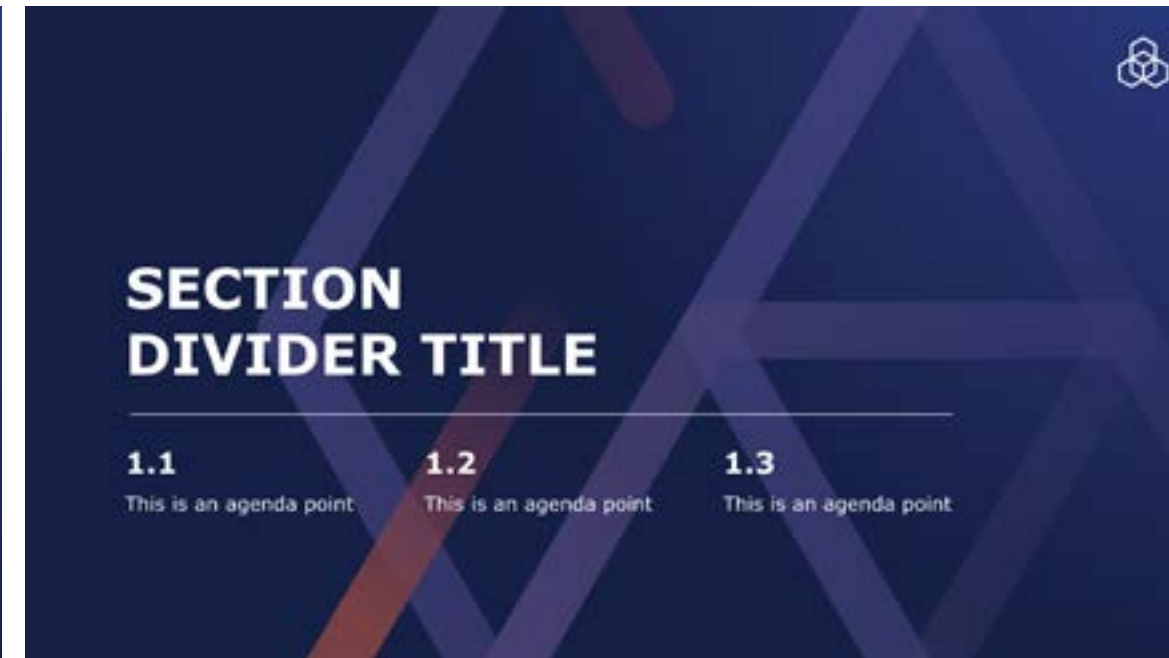 SECTION
DIVIDER TITLE
1.1
This is an agenda point
1.2
This is an agenda point
1.3
This is an agenda point